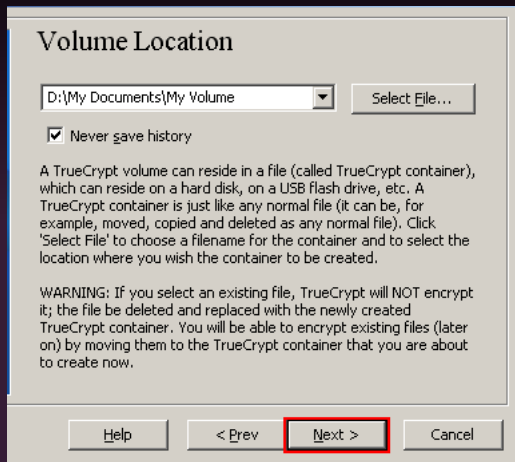 Volume Location
D:\My Documents\My Volume
Select File...
Never save history
A TrueCrypt volume can reside in a file (called TrueCrypt container),
which can reside on a hard disk, on a USB flash drive, etc. A
TrueCrypt container is just like any normal file (it can be, for
example, moved, copied and deleted as any normal file). Click
'Select File' to choose a filename for the container and to select the
location where you wish the container to be created.
WARNING: If you select an existing file, TrueCrypt will NOT encrypt
it; the file be deleted and replaced with the newly created
TrueCrypt container. You will be able to encrypt existing files (later
on) by moving them to the TrueCrypt container that you are about
to create now.
Help
< Prev
Next >
Cancel